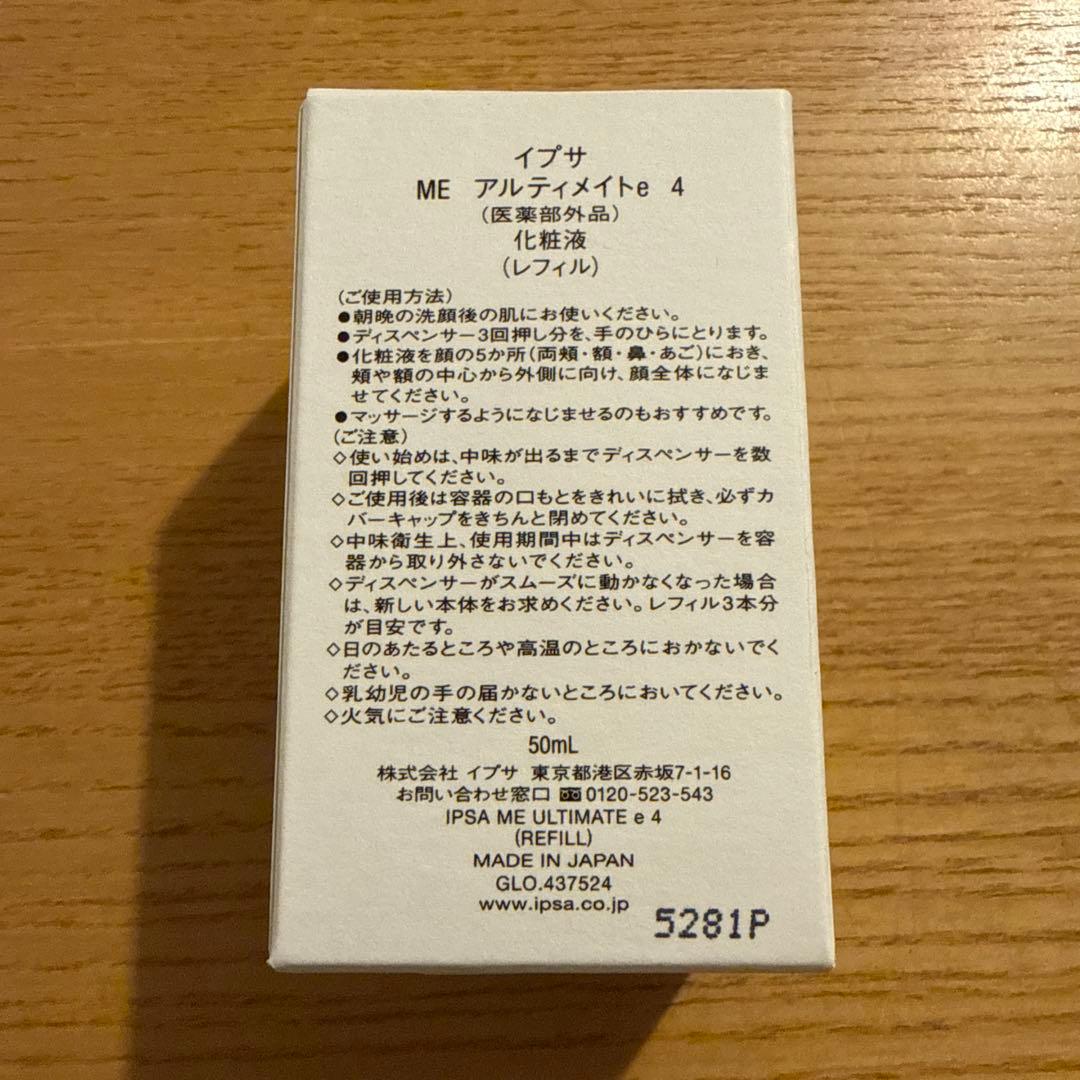 イプサ
ME アルティメイトe 4
(医薬部外品)
化粧液
(レフィル)
(ご使用方法)
●朝晩の洗顔後の肌にお使いください。
●ディスペンサー3回押し分を、手のひらにとります。
●化粧液を顔の5か所(両頬・額・鼻・あご)におき、
頬や額の中心から外側に向け、顔全体になじま
せてください。
●マッサージするようになじませるのもおすすめです。
(ご注意)
◇使い始めは、中味が出るまでディスペンサーを数
回押してください。
◇ご使用後は容器の口もとをきれいに拭き、必ずカ
バーキャップをきちんと閉めてください。
◇中味衛生上、使用期間中はディスペンサーを容
器から取り外さないでください。
◇ディスペンサーがスムーズに動かなくなった場合
は、新しい本体をお求めください。レフィル3本分
が目安です。
◇日のあたるところや高温のところにおかないでく
ださい。
◇乳幼児の手の届かないところにおいてください。
◇火気にご注意ください。
50mL
株式会社 イプサ 東京都港区赤坂7-1-16
お問い合わせ窓口 0120-523-543
IPSA ME ULTIMATE e 4
(REFILL)
MADE IN JAPAN
GLO.437524
www.ipsa.co.jp
5281P